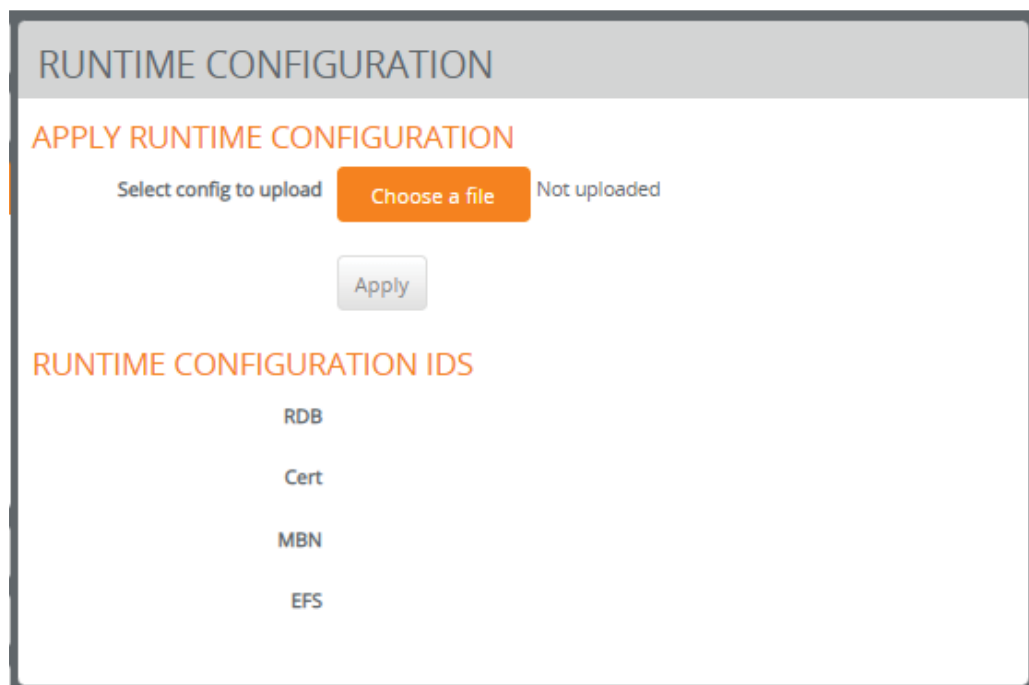 RUNTIME CONFIGURATION
APPLY RUNTIME CONFIGURATION
Select config to upload Choose a file Not uploaded
Apply
RUNTIME CONFIGURATION IDS
RDB
Cert
MBN
EFS